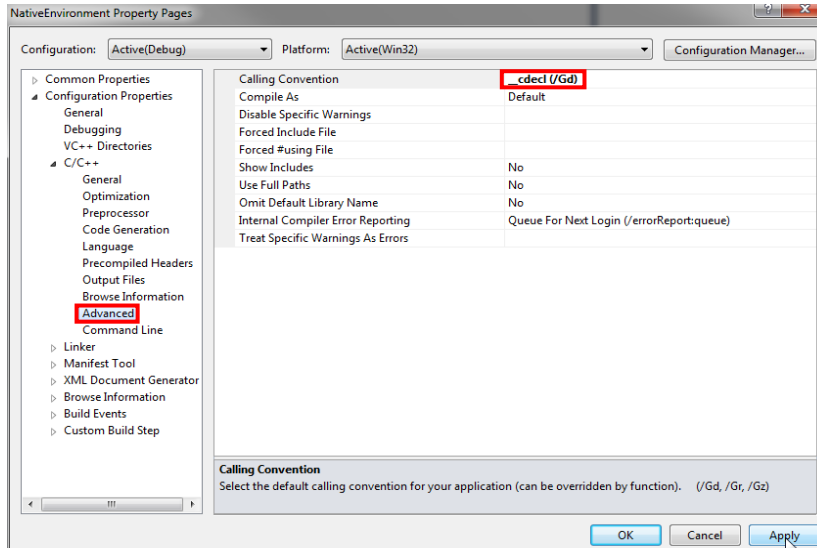 NativeEnvironment Property Pages
Configuration: Active(Debug) Platform: Active(Win32) Configuration Manager...
Common Properties
Configuration Properties
General
Debugging
VC++ Directories
C/C++
General
Optimization
Preprocessor
Code Generation
Language
Precompiled Headers
Output Files
Browse Information
Advanced
Command Line
Linker
Manifest Tool
XML Document Generator
Browse Information
Build Events
Custom Build Step
Calling Convention __cdecl (/Gd)
Compile As Default
Disable Specific Warnings
Forced Include File
Forced #using File
Show Includes No
Use Full Paths No
Omit Default Library Name No
Internal Compiler Error Reporting Queue For Next Login (/errorReport:queue)
Treat Specific Warnings As Errors
Calling Convention
Select the default calling convention for your application (can be overridden by function). (/Gd, /Gr, /Gz)
OK Cancel Apply